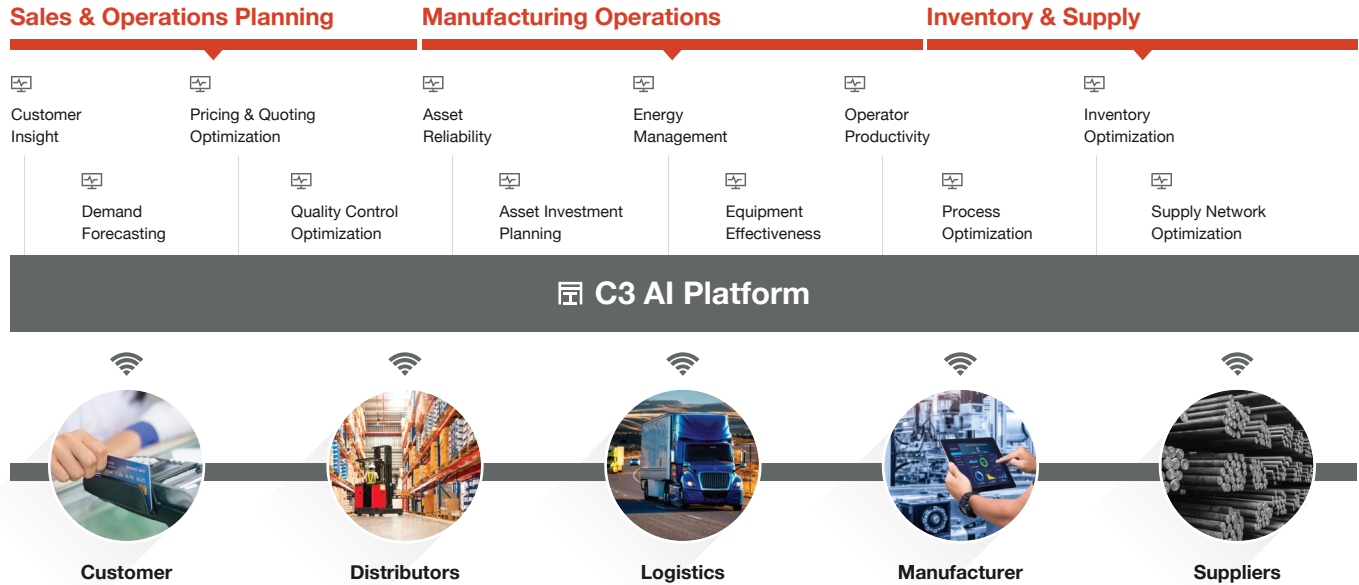 Sales & Operations Planning
Manufacturing Operations
Inventory & Supply
Customer
Insight
Pricing & Quoting
Optimization
Asset
Reliability
Energy
Management
Operator
Productivity
Inventory
Optimization
Demand
Forecasting
Quality Control
Optimization
Asset Investment
Planning
Equipment
Effectiveness
Process
Optimization
Supply Network
Optimization
C3 AI Platform
Customer
Distributors
Logistics
Manufacturer
Suppliers